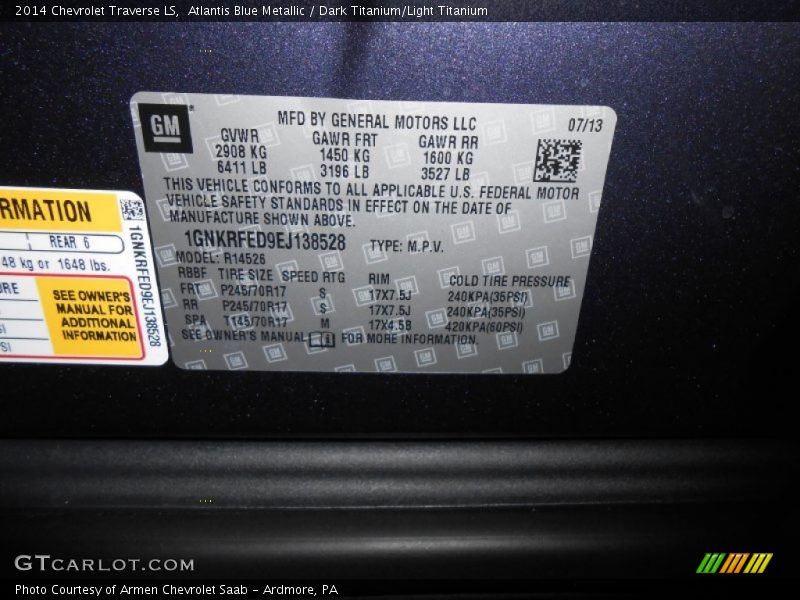 2014 Chevrolet Traverse LS,  Atlantis Blue Metallic / Dark Titanium/Light Titanium
GM
MFD BY GENERAL MOTORS LLC
07/13
GVWR GAWR FRT GAWR RR
2908 KG 1450 KG 1600 KG
6411 LB 3196 LB 3527 LB
THIS VEHICLE CONFORMS TO ALL APPLICABLE U.S. FEDERAL MOTOR
VEHICLE SAFETY STANDARDS IN EFFECT ON THE DATE OF
MANUFACTURE SHOWN ABOVE.
1GNKRFED9EJ138528 TYPE: M.P.V.
MODEL: R14526
RBBF TIRE SIZE SPEED RTG RIM COLD TIRE PRESSURE
FRT P245/70R17 S 17X7.5J 240KPA(35PSI)
RR P245/70R17 S 17X7.5J 240KPA(35PSI)
SPA T145/70R17 M 17X4.5B 420KPA(60PSI)
SEE OWNER'S MANUAL FOR MORE INFORMATION.
RMATION
REAR 6
48 kg or 1648 lbs.
URE
SEE OWNER'S
MANUAL FOR
ADDITIONAL
INFORMATION
SI
PSI
1GNKRFED9EJ138528
GTCARLOT.COM
Photo Courtesy of Armen Chevrolet Saab - Ardmore, PA